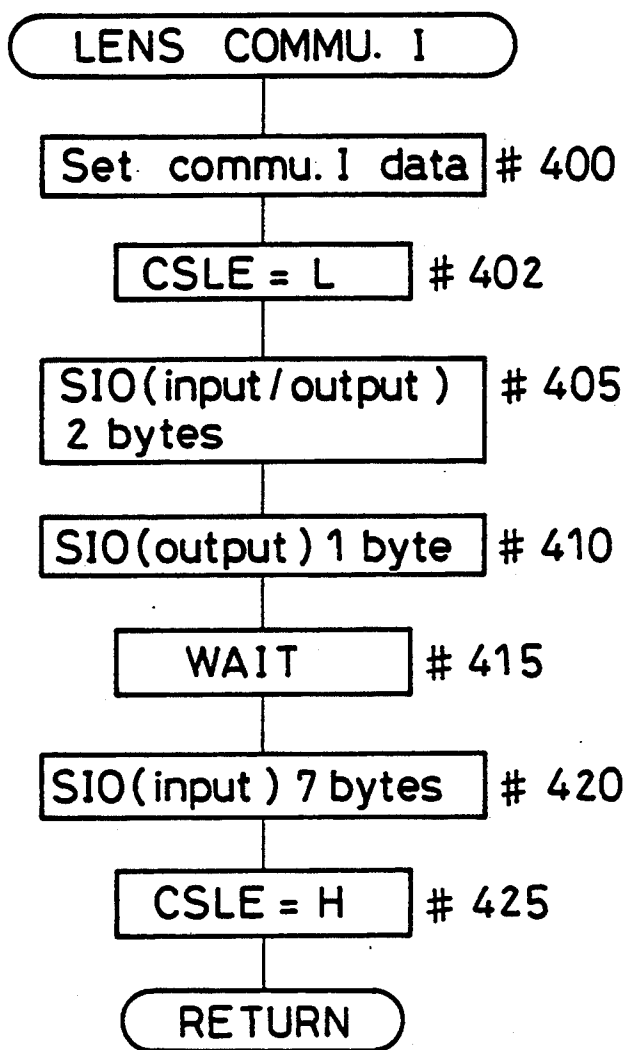 LENS COMMU. I
Set commu. I data # 400
CSLE = L # 402
SIO(input/output) # 405
2 bytes
SIO(output) 1 byte # 410
WAIT # 415
SIO(input) 7 bytes # 420
CSLE = H # 425
RETURN